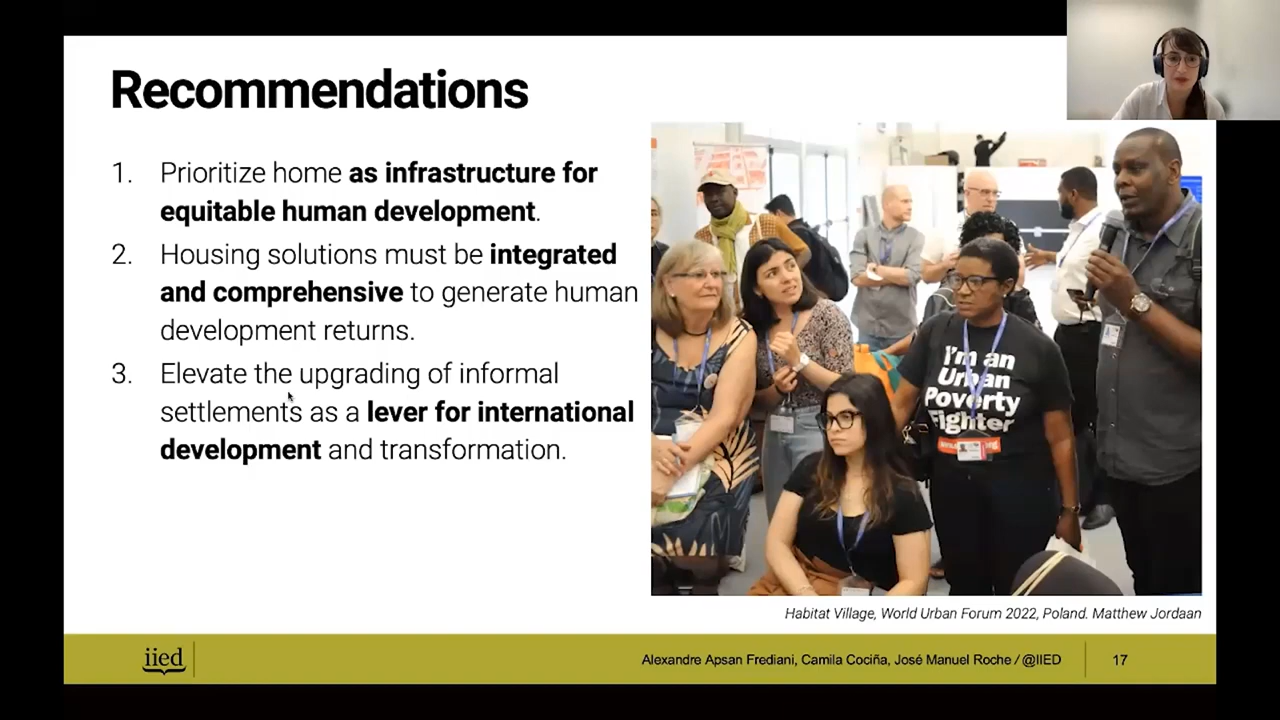 Recommendations
1. Prioritize home as infrastructure for
equitable human development.
2. Housing solutions must be integrated
and comprehensive to generate human
development returns.
3. Elevate the upgrading of informal
settlements as a lever for international
development and transformation.
I'm an
Urban
Poverty
Fighter
Habitat Village, World Urban Forum 2022, Poland. Matthew Jordaan
iied
Alexandre Apsan Frediani, Camila Cociña, José Manuel Roche / @IIED
17